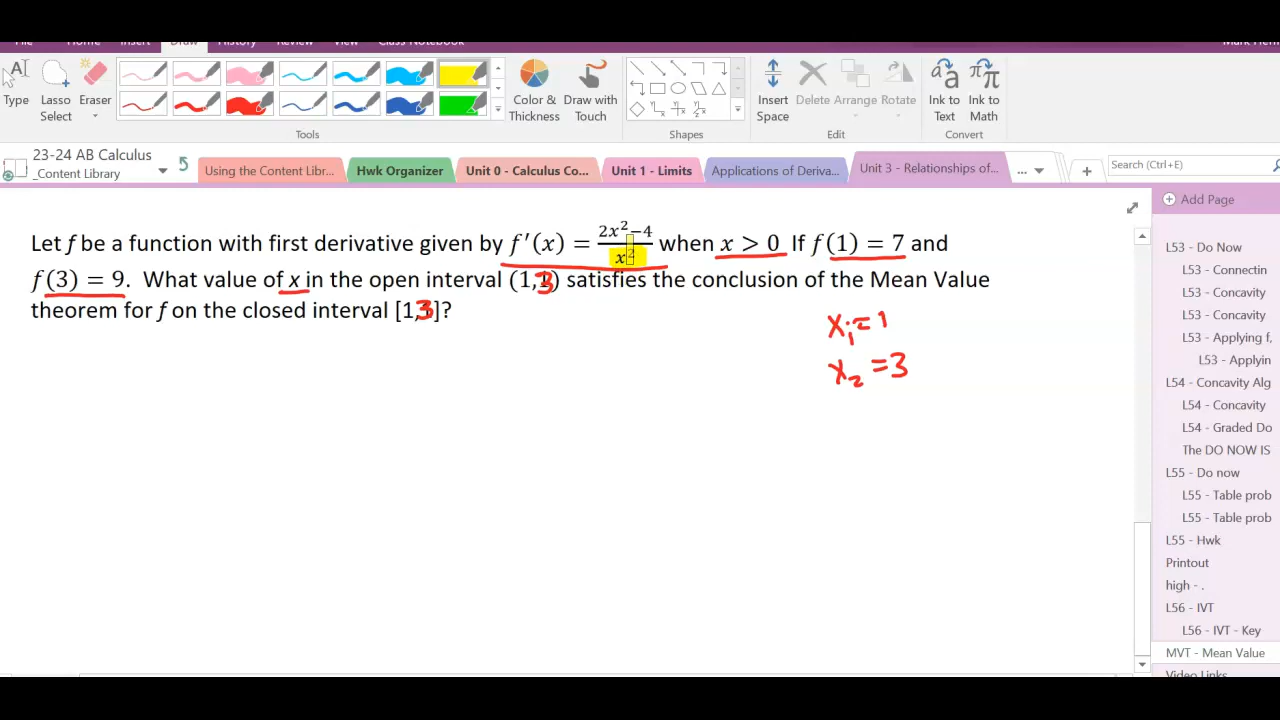 File Home Insert Draw History Review View Class Notebook
Type Lasso Select Eraser Color & Thickness Draw with Touch Insert Space Delete Arrange Rotate Ink to Text Ink to Math
Tools Shapes Edit Convert
23-24 AB Calculus _Content Library
Using the Content Libr... Hwk Organizer Unit 0 - Calculus Co... Unit 1 - Limits Applications of Deriva... Unit 3 - Relationships of... ... + Search (Ctrl+E)
Add Page
Let f be a function with first derivative given by f′(x) = (2x²−4)/x² when x > 0 If f(1) = 7 and
f(3) = 9. What value of x in the open interval (1,3) satisfies the conclusion of the Mean Value
theorem for f on the closed interval [1,3]?
x₁ = 1
x₂ = 3
L53 - Do Now
L53 - Connectin
L53 - Concavity
L53 - Concavity
L53 - Applying f,
L53 - Applyin
L54 - Concavity Alg
L54 - Concavity
L54 - Graded Do
The DO NOW IS
L55 - Do now
L55 - Table prob
L55 - Table prob
L55 - Hwk
Printout
high - .
L56 - IVT
L56 - IVT - Key
MVT - Mean Value
Video Links